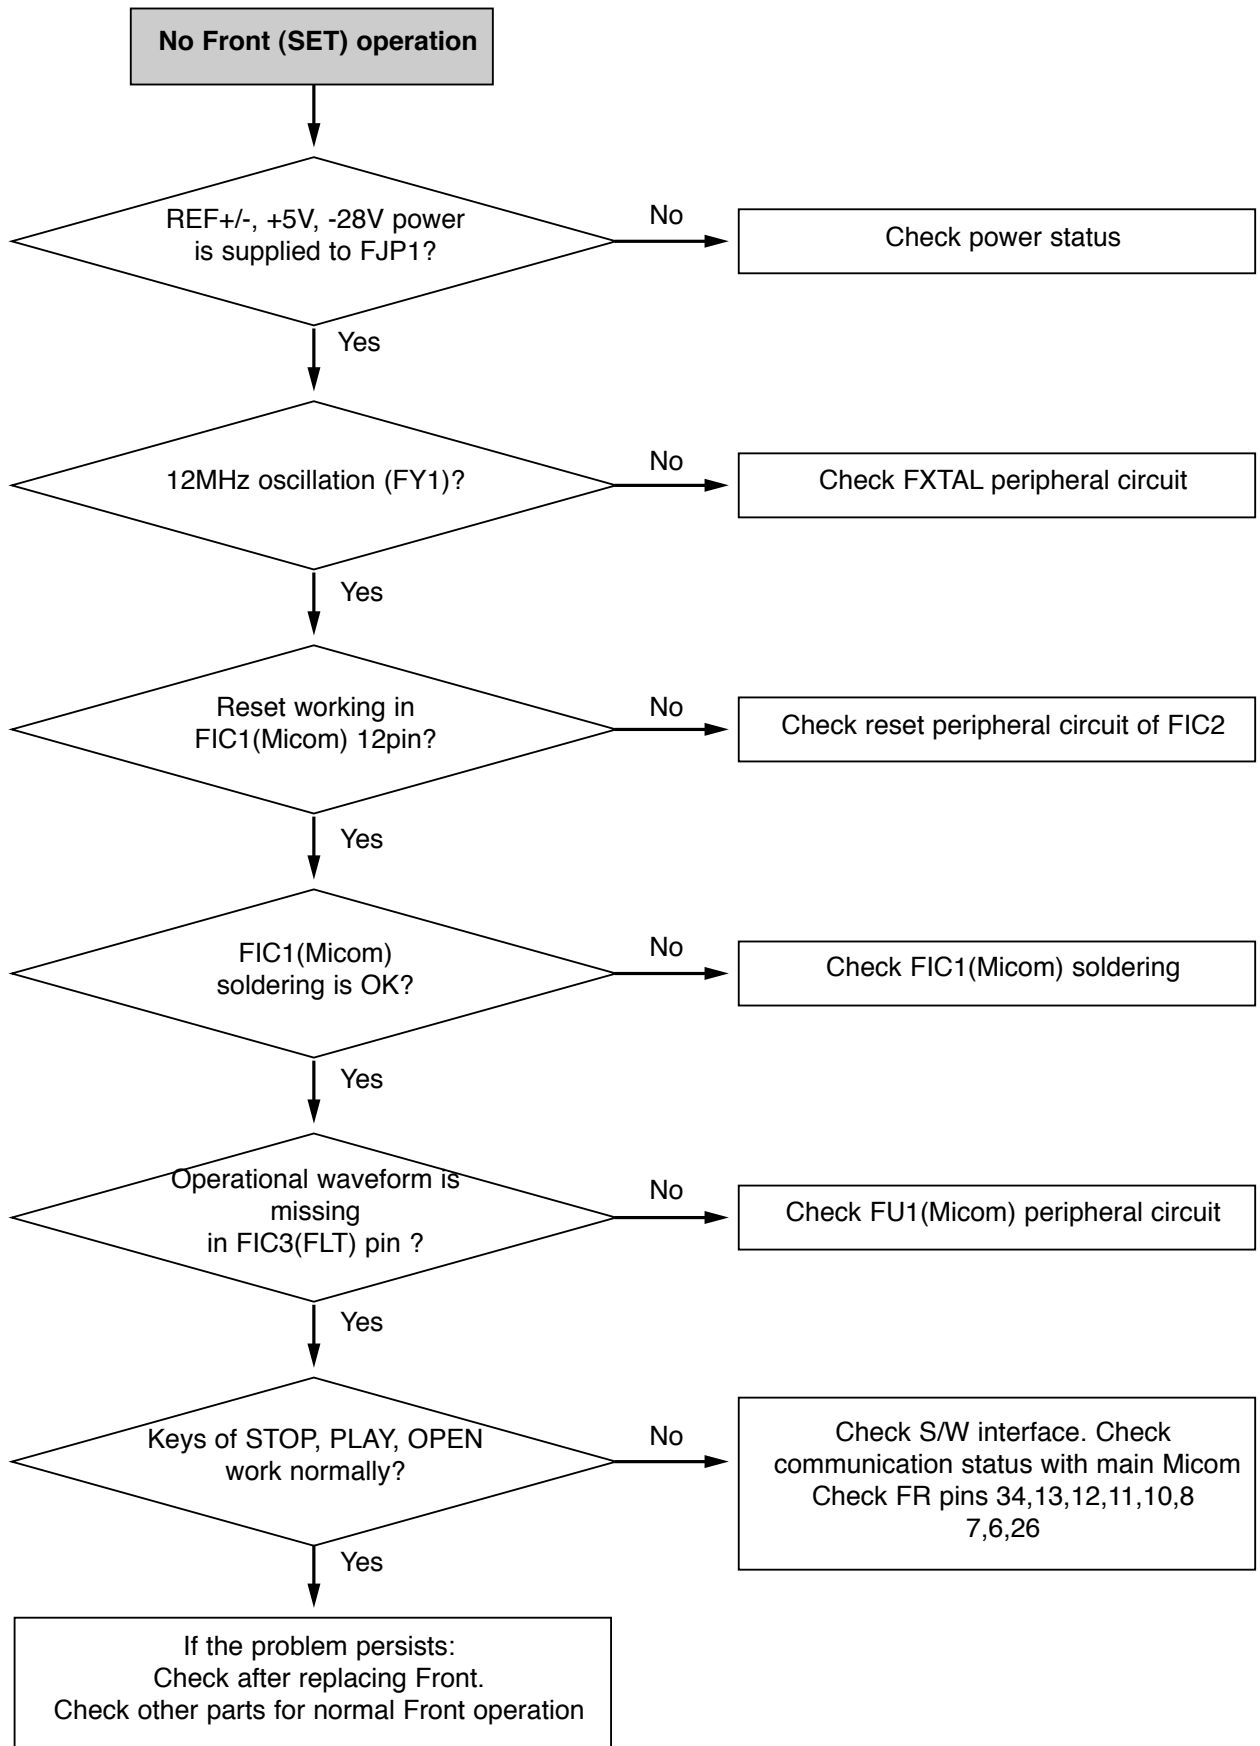 No Front (SET) operation
REF+/-, +5V, -28V power
is supplied to FJP1?
No
Check power status
Yes
12MHz oscillation (FY1)?
No
Check FXTAL peripheral circuit
Yes
Reset working in
FIC1(Micom) 12pin?
No
Check reset peripheral circuit of FIC2
Yes
FIC1(Micom)
soldering is OK?
No
Check FIC1(Micom) soldering
Yes
Operational waveform is
missing
in FIC3(FLT) pin ?
No
Check FU1(Micom) peripheral circuit
Yes
Keys of STOP, PLAY, OPEN
work normally?
No
Check S/W interface. Check
communication status with main Micom
Check FR pins 34,13,12,11,10,8
7,6,26
Yes
If the problem persists:
Check after replacing Front.
Check other parts for normal Front operation